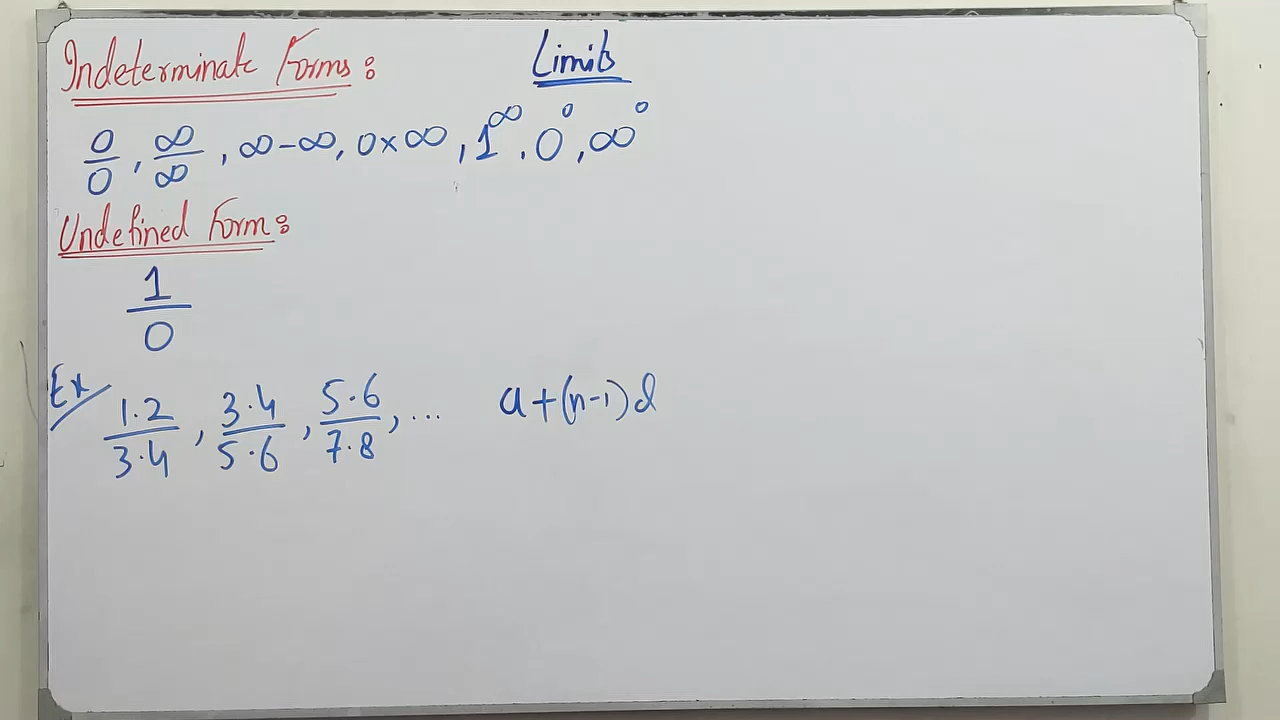 Indeterminate Forms: Limits
0/0, ∞/∞, ∞-∞, 0×∞, 1^∞, 0^0, ∞^0
Undefined Form:
1/0
Ex 1·2/3·4, 3·4/5·6, 5·6/7·8, ... a+(n-1)d